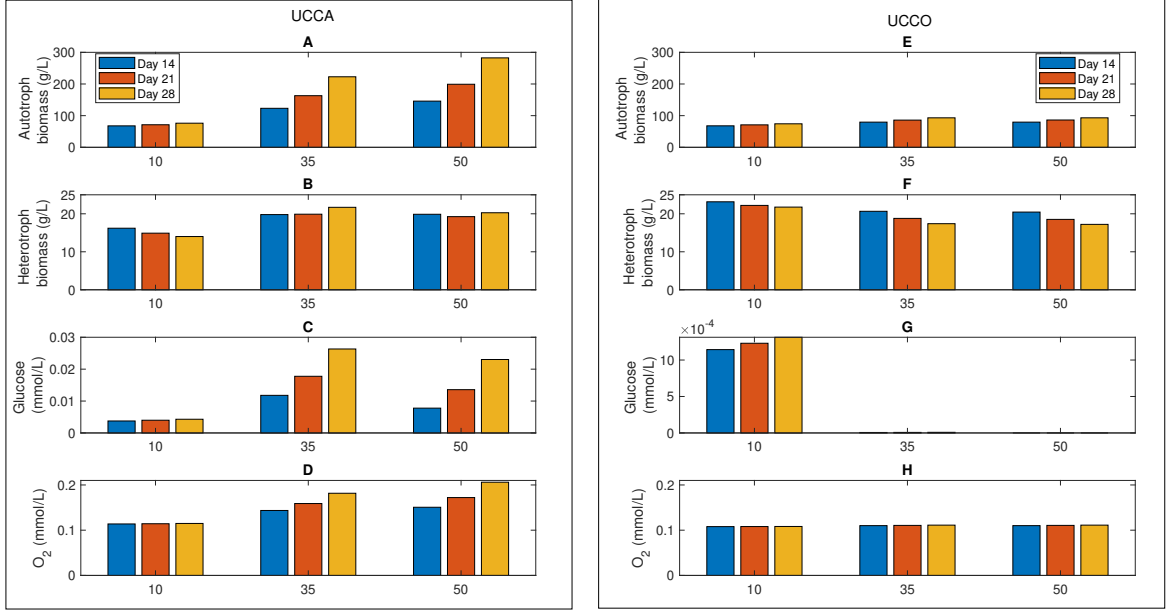 UCCA
A
Autotroph
biomass (g/L)
300
200
100
0
Day 14
Day 21
Day 28
10
35
50
B
Heterotroph
biomass (g/L)
25
20
10
0
10
35
50
C
Glucose
(mmol/L)
0.03
0.02
0.01
0
10
35
50
D
O2 (mmol/L)
0.2
0.1
0
10
35
50
UCCO
E
Autotroph
biomass (g/L)
300
200
100
0
Day 14
Day 21
Day 28
10
35
50
F
Heterotroph
biomass (g/L)
25
20
10
0
10
35
50
G
×10-4
Glucose
(mmol/L)
10
5
0
10
35
50
H
O2 (mmol/L)
0.2
0.1
0
10
35
50